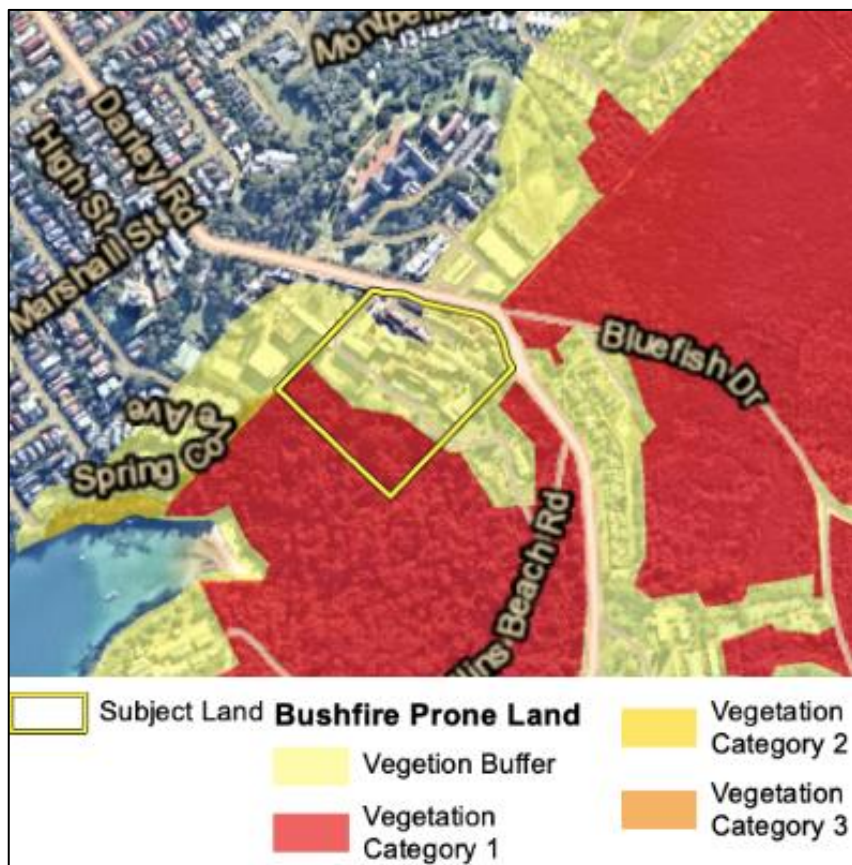 Darley Rd
High St
Marshall St
Spring Cove Ave
Bluefish Dr
Beach Rd
Subject Land
Bushfire Prone Land
Vegetion Buffer
Vegetation
Category 1
Vegetation
Category 2
Vegetation
Category 3